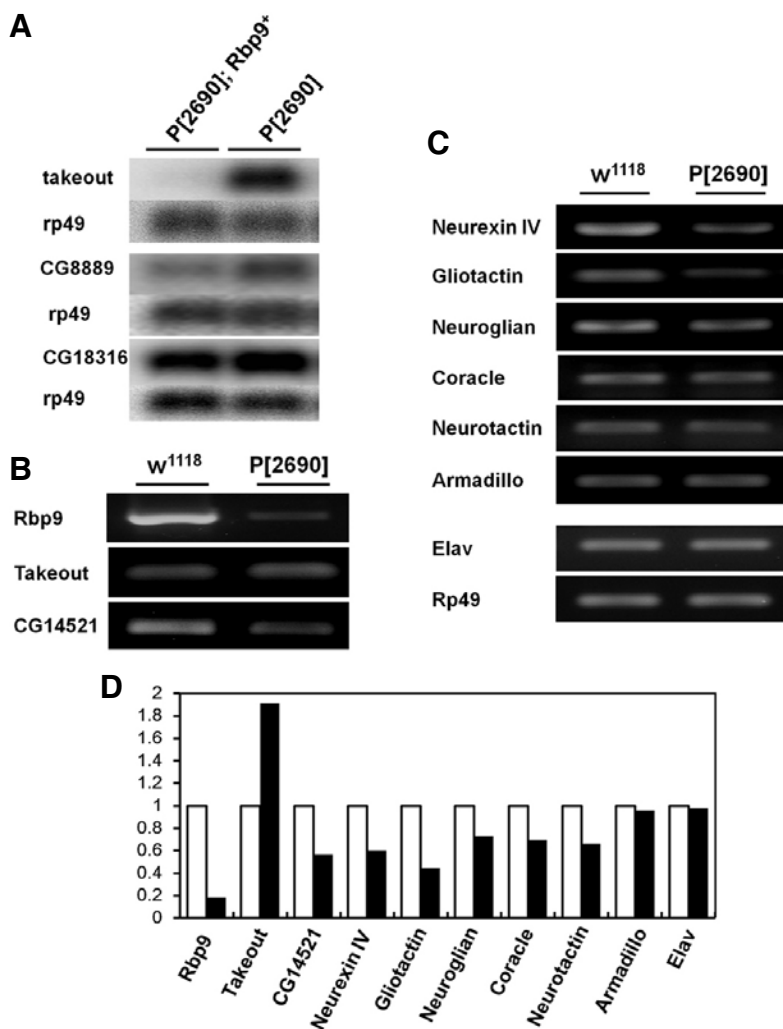 A
P[2690]; Rbp9+
P[2690]
takeout
rp49
CG8889
rp49
CG18316
rp49
B
w1118
P[2690]
Rbp9
Takeout
CG14521
C
w1118
P[2690]
Neurexin IV
Gliotactin
Neuroglian
Coracle
Neurotactin
Armadillo
Elav
Rp49
D
2
1.8
1.6
1.4
1.2
1
0.8
0.6
0.4
0.2
0
Rbp9
Takeout
CG14521
Neurexin IV
Gliotactin
Neuroglian
Coracle
Neurotactin
Armadillo
Elav